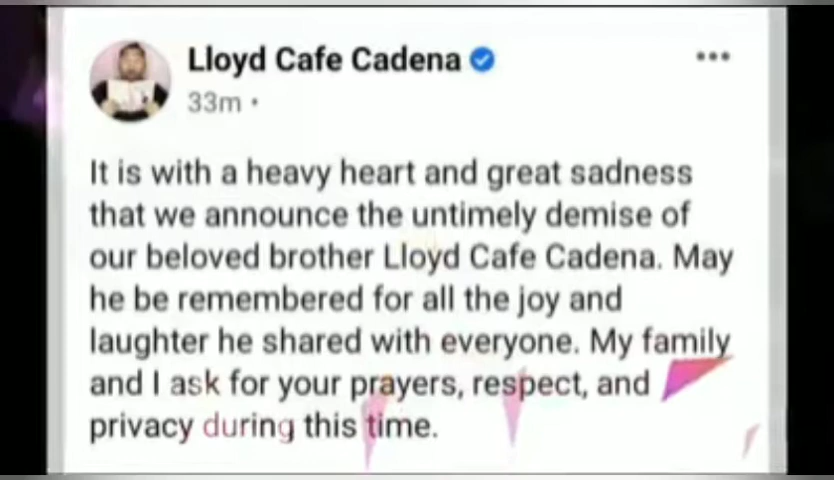 Lloyd Cafe Cadena
33m •
It is with a heavy heart and great sadness
that we announce the untimely demise of
our beloved brother Lloyd Cafe Cadena. May
he be remembered for all the joy and
laughter he shared with everyone. My family
and I ask for your prayers, respect, and
privacy during this time.